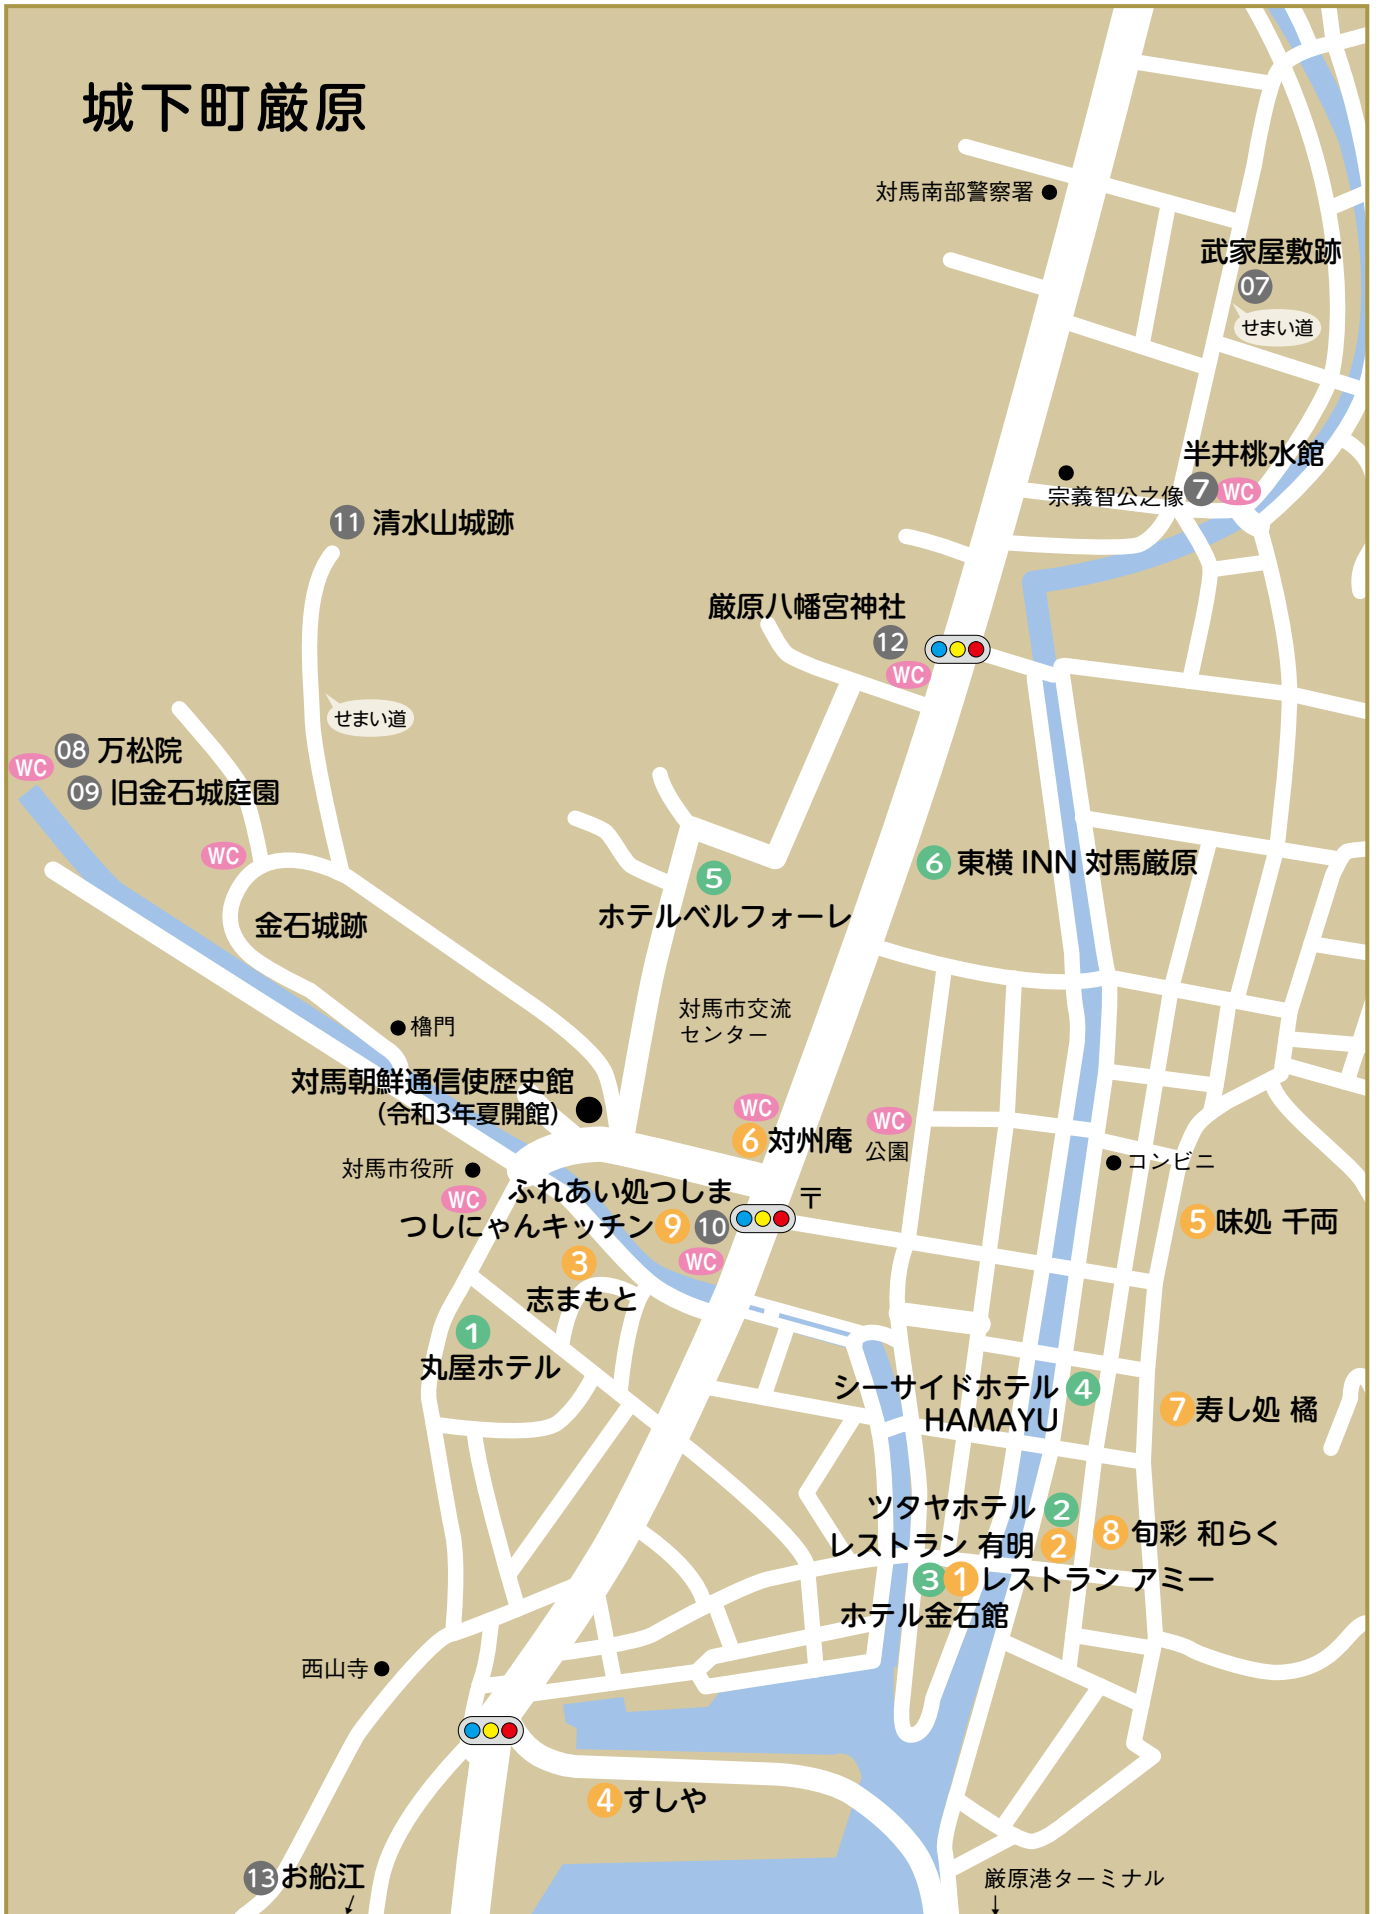 城下町厳原
対馬南部警察署
武家屋敷跡
07
せまい道
半井桃水館
宗義智公之像
7
WC
11 清水山城跡
厳原八幡宮神社
12
WC
せまい道
08 万松院
WC
09 旧金石城庭園
WC
5
ホテルベルフォーレ
6 東横 INN 対馬厳原
金石城跡
対馬市交流
センター
櫓門
対馬朝鮮通信使歴史館
(令和3年夏開館)
WC
6 対州庵
WC
公園
コンビニ
対馬市役所
WC
ふれあい処つしま
つしにゃんキッチン 9 10
〒
WC
5 味処 千両
3
志まもと
1
丸屋ホテル
シーサイドホテル 4
HAMAYU
7 寿し処 橘
ツタヤホテル 2
レストラン 有明 2
8 旬彩 和らく
3 1 レストラン アミー
ホテル金石館
西山寺
4 すしや
13 お船江
↓
厳原港ターミナル
↓